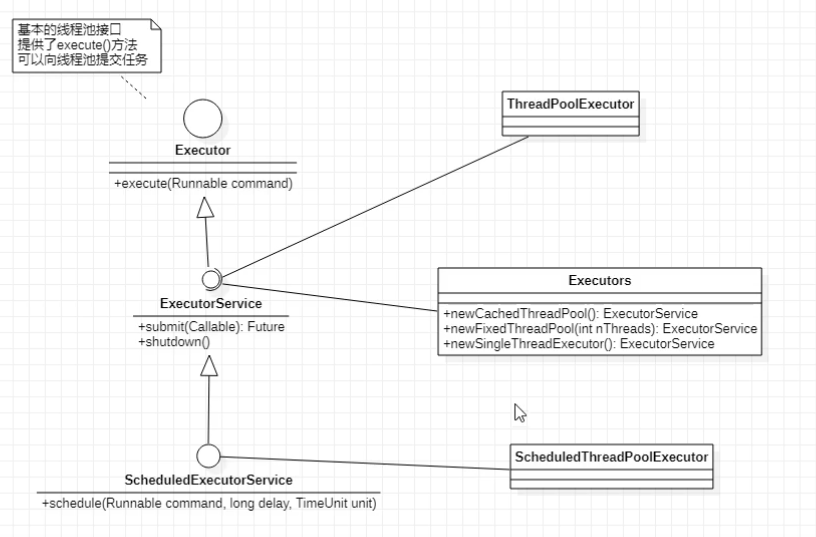 基本的线程池接口
提供了execute()方法
可以向线程池提交任务
Executor
+execute(Runnable command)
ThreadPoolExecutor
ExecutorService
+submit(Callable): Future
+shutdown()
Executors
+newCachedThreadPool(): ExecutorService
+newFixedThreadPool(int nThreads): ExecutorService
+newSingleThreadExecutor(): ExecutorService
ScheduledExecutorService
+schedule(Runnable command, long delay, TimeUnit unit)
ScheduledThreadPoolExecutor